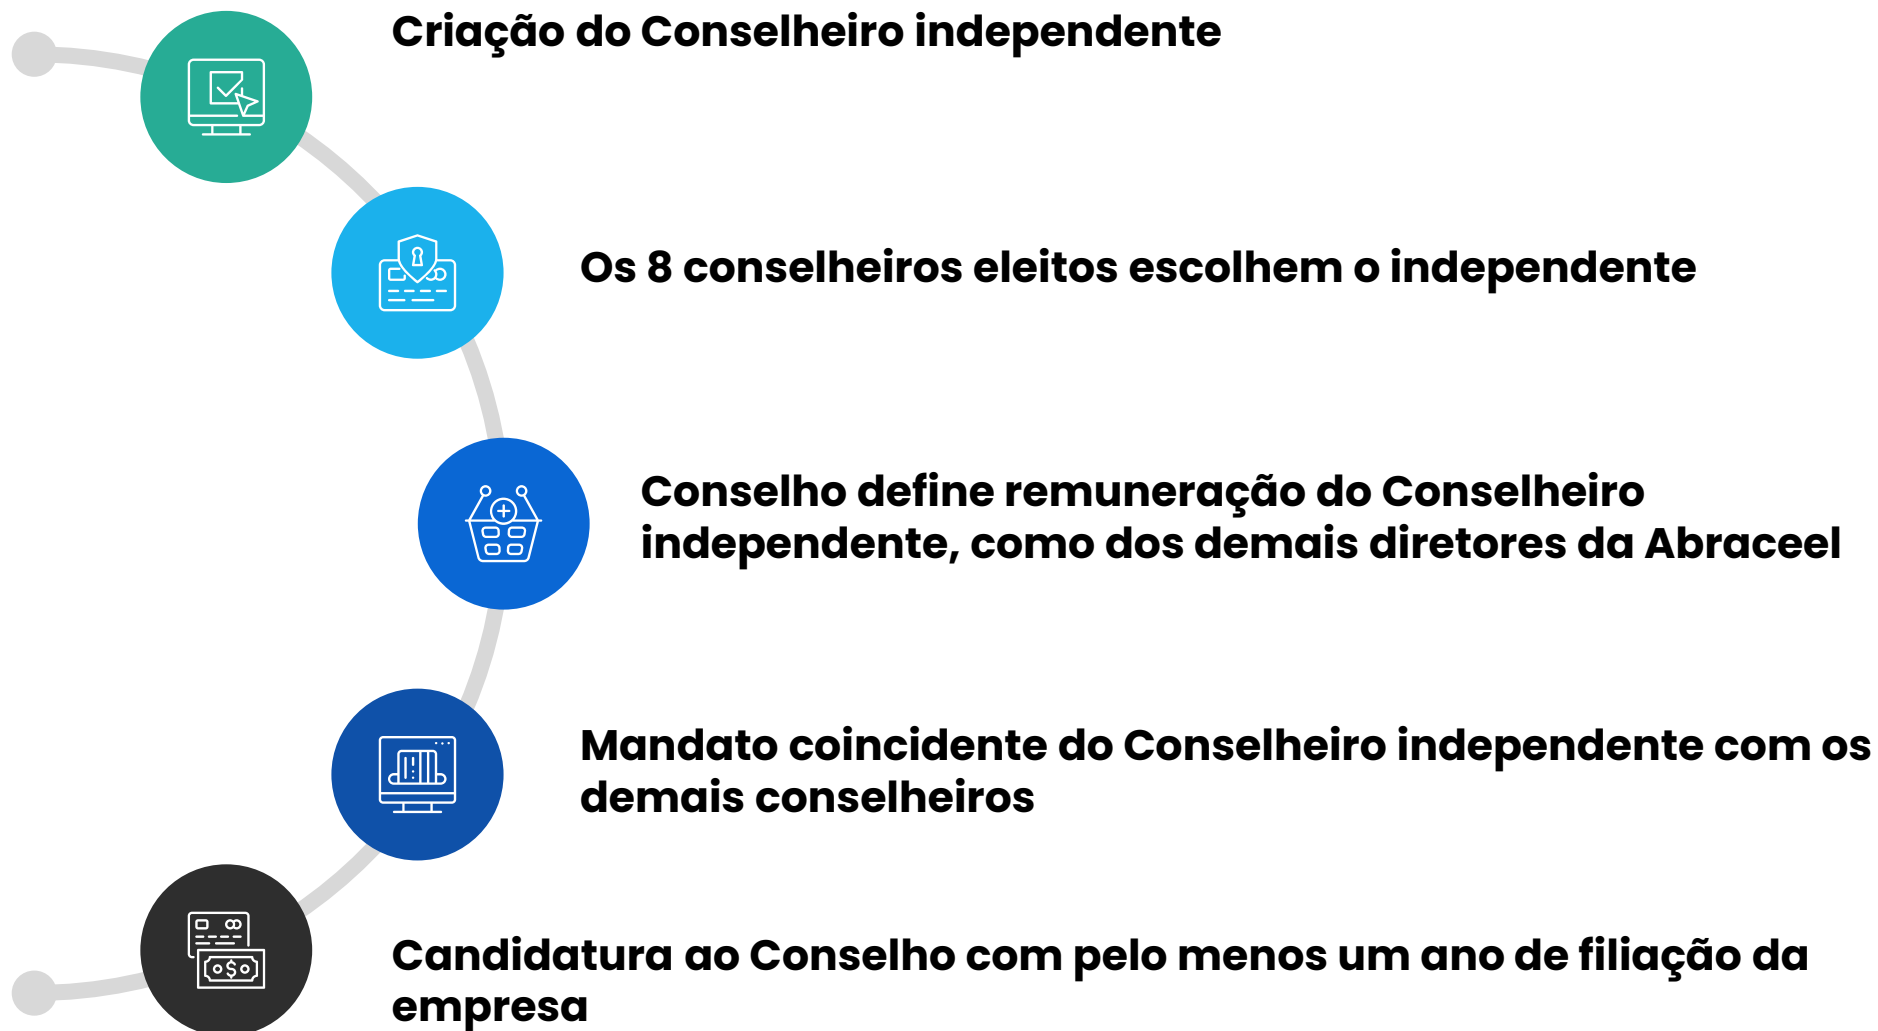 Criação do Conselheiro independente
Os 8 conselheiros eleitos escolhem o independente
Conselho define remuneração do Conselheiro
independente, como dos demais diretores da Abraceel
Mandato coincidente do Conselheiro independente com os
demais conselheiros
Candidatura ao Conselho com pelo menos um ano de filiação da
empresa